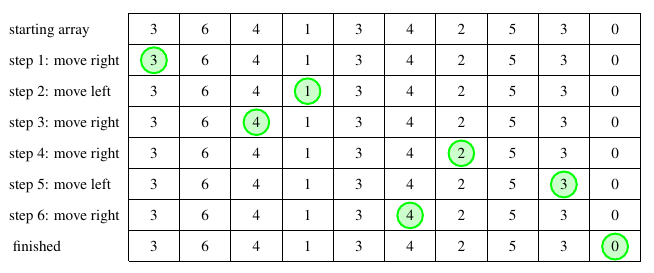 starting array 3 6 4 1 3 4 2 5 3 0
step 1: move right 3 6 4 1 3 4 2 5 3 0
step 2: move left 3 6 4 1 3 4 2 5 3 0
step 3: move right 3 6 4 1 3 4 2 5 3 0
step 4: move right 3 6 4 1 3 4 2 5 3 0
step 5: move left 3 6 4 1 3 4 2 5 3 0
step 6: move right 3 6 4 1 3 4 2 5 3 0
finished 3 6 4 1 3 4 2 5 3 0